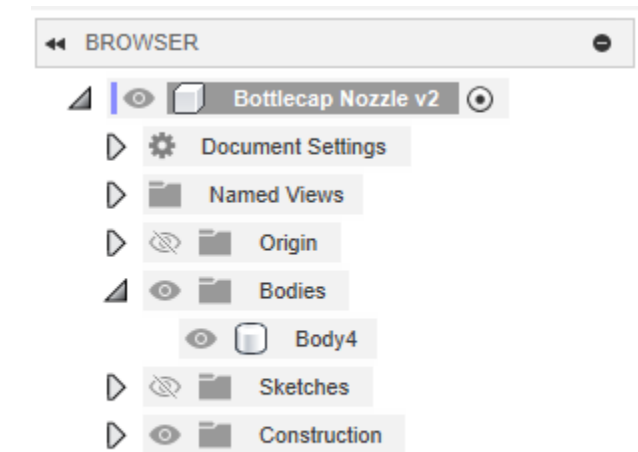 BROWSER
Bottlecap Nozzle v2
Document Settings
Named Views
Origin
Bodies
Body4
Sketches
Construction